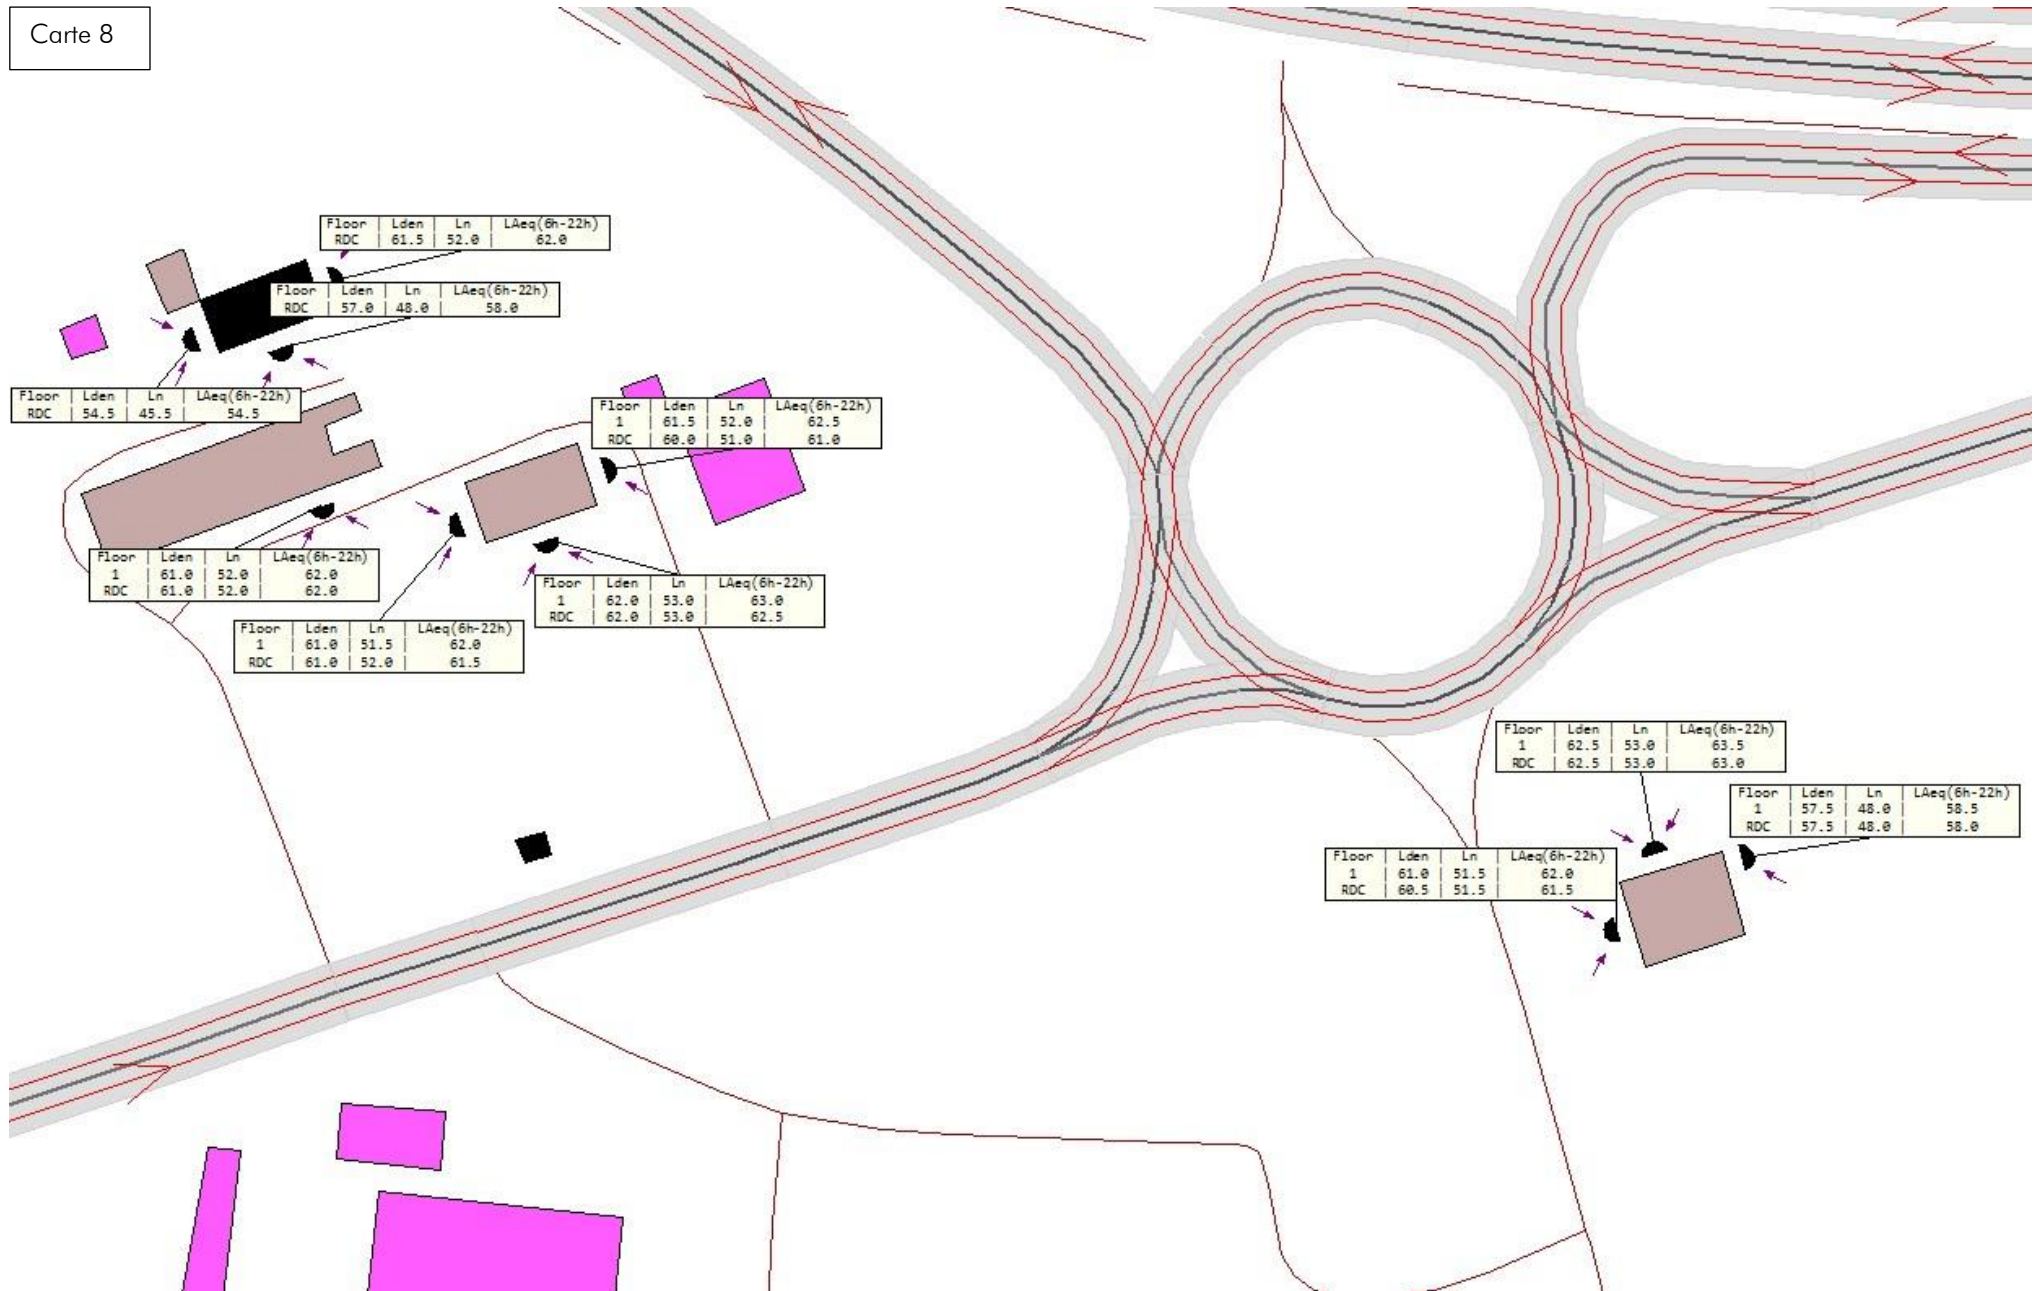 Carte 8
Floor | Lden | Ln | LAeq(6h-22h)
RDC | 61.5 | 52.0 | 62.0
Floor | Lden | Ln | LAeq(6h-22h)
RDC | 57.0 | 48.0 | 58.0
Floor | Lden | Ln | LAeq(6h-22h)
RDC | 54.5 | 45.5 | 54.5
Floor | Lden | Ln | LAeq(6h-22h)
1 | 61.5 | 52.0 | 62.5
RDC | 60.0 | 51.0 | 61.0
Floor | Lden | Ln | LAeq(6h-22h)
1 | 61.0 | 52.0 | 62.0
RDC | 61.0 | 52.0 | 62.0
Floor | Lden | Ln | LAeq(6h-22h)
1 | 62.0 | 53.0 | 63.0
RDC | 62.0 | 53.0 | 62.5
Floor | Lden | Ln | LAeq(6h-22h)
1 | 61.0 | 51.5 | 62.0
RDC | 61.0 | 52.0 | 61.5
Floor | Lden | Ln | LAeq(6h-22h)
1 | 62.5 | 53.0 | 63.5
RDC | 62.5 | 53.0 | 63.0
Floor | Lden | Ln | LAeq(6h-22h)
1 | 57.5 | 48.0 | 58.5
RDC | 57.5 | 48.0 | 58.0
Floor | Lden | Ln | LAeq(6h-22h)
1 | 61.0 | 51.5 | 62.0
RDC | 60.5 | 51.5 | 61.5